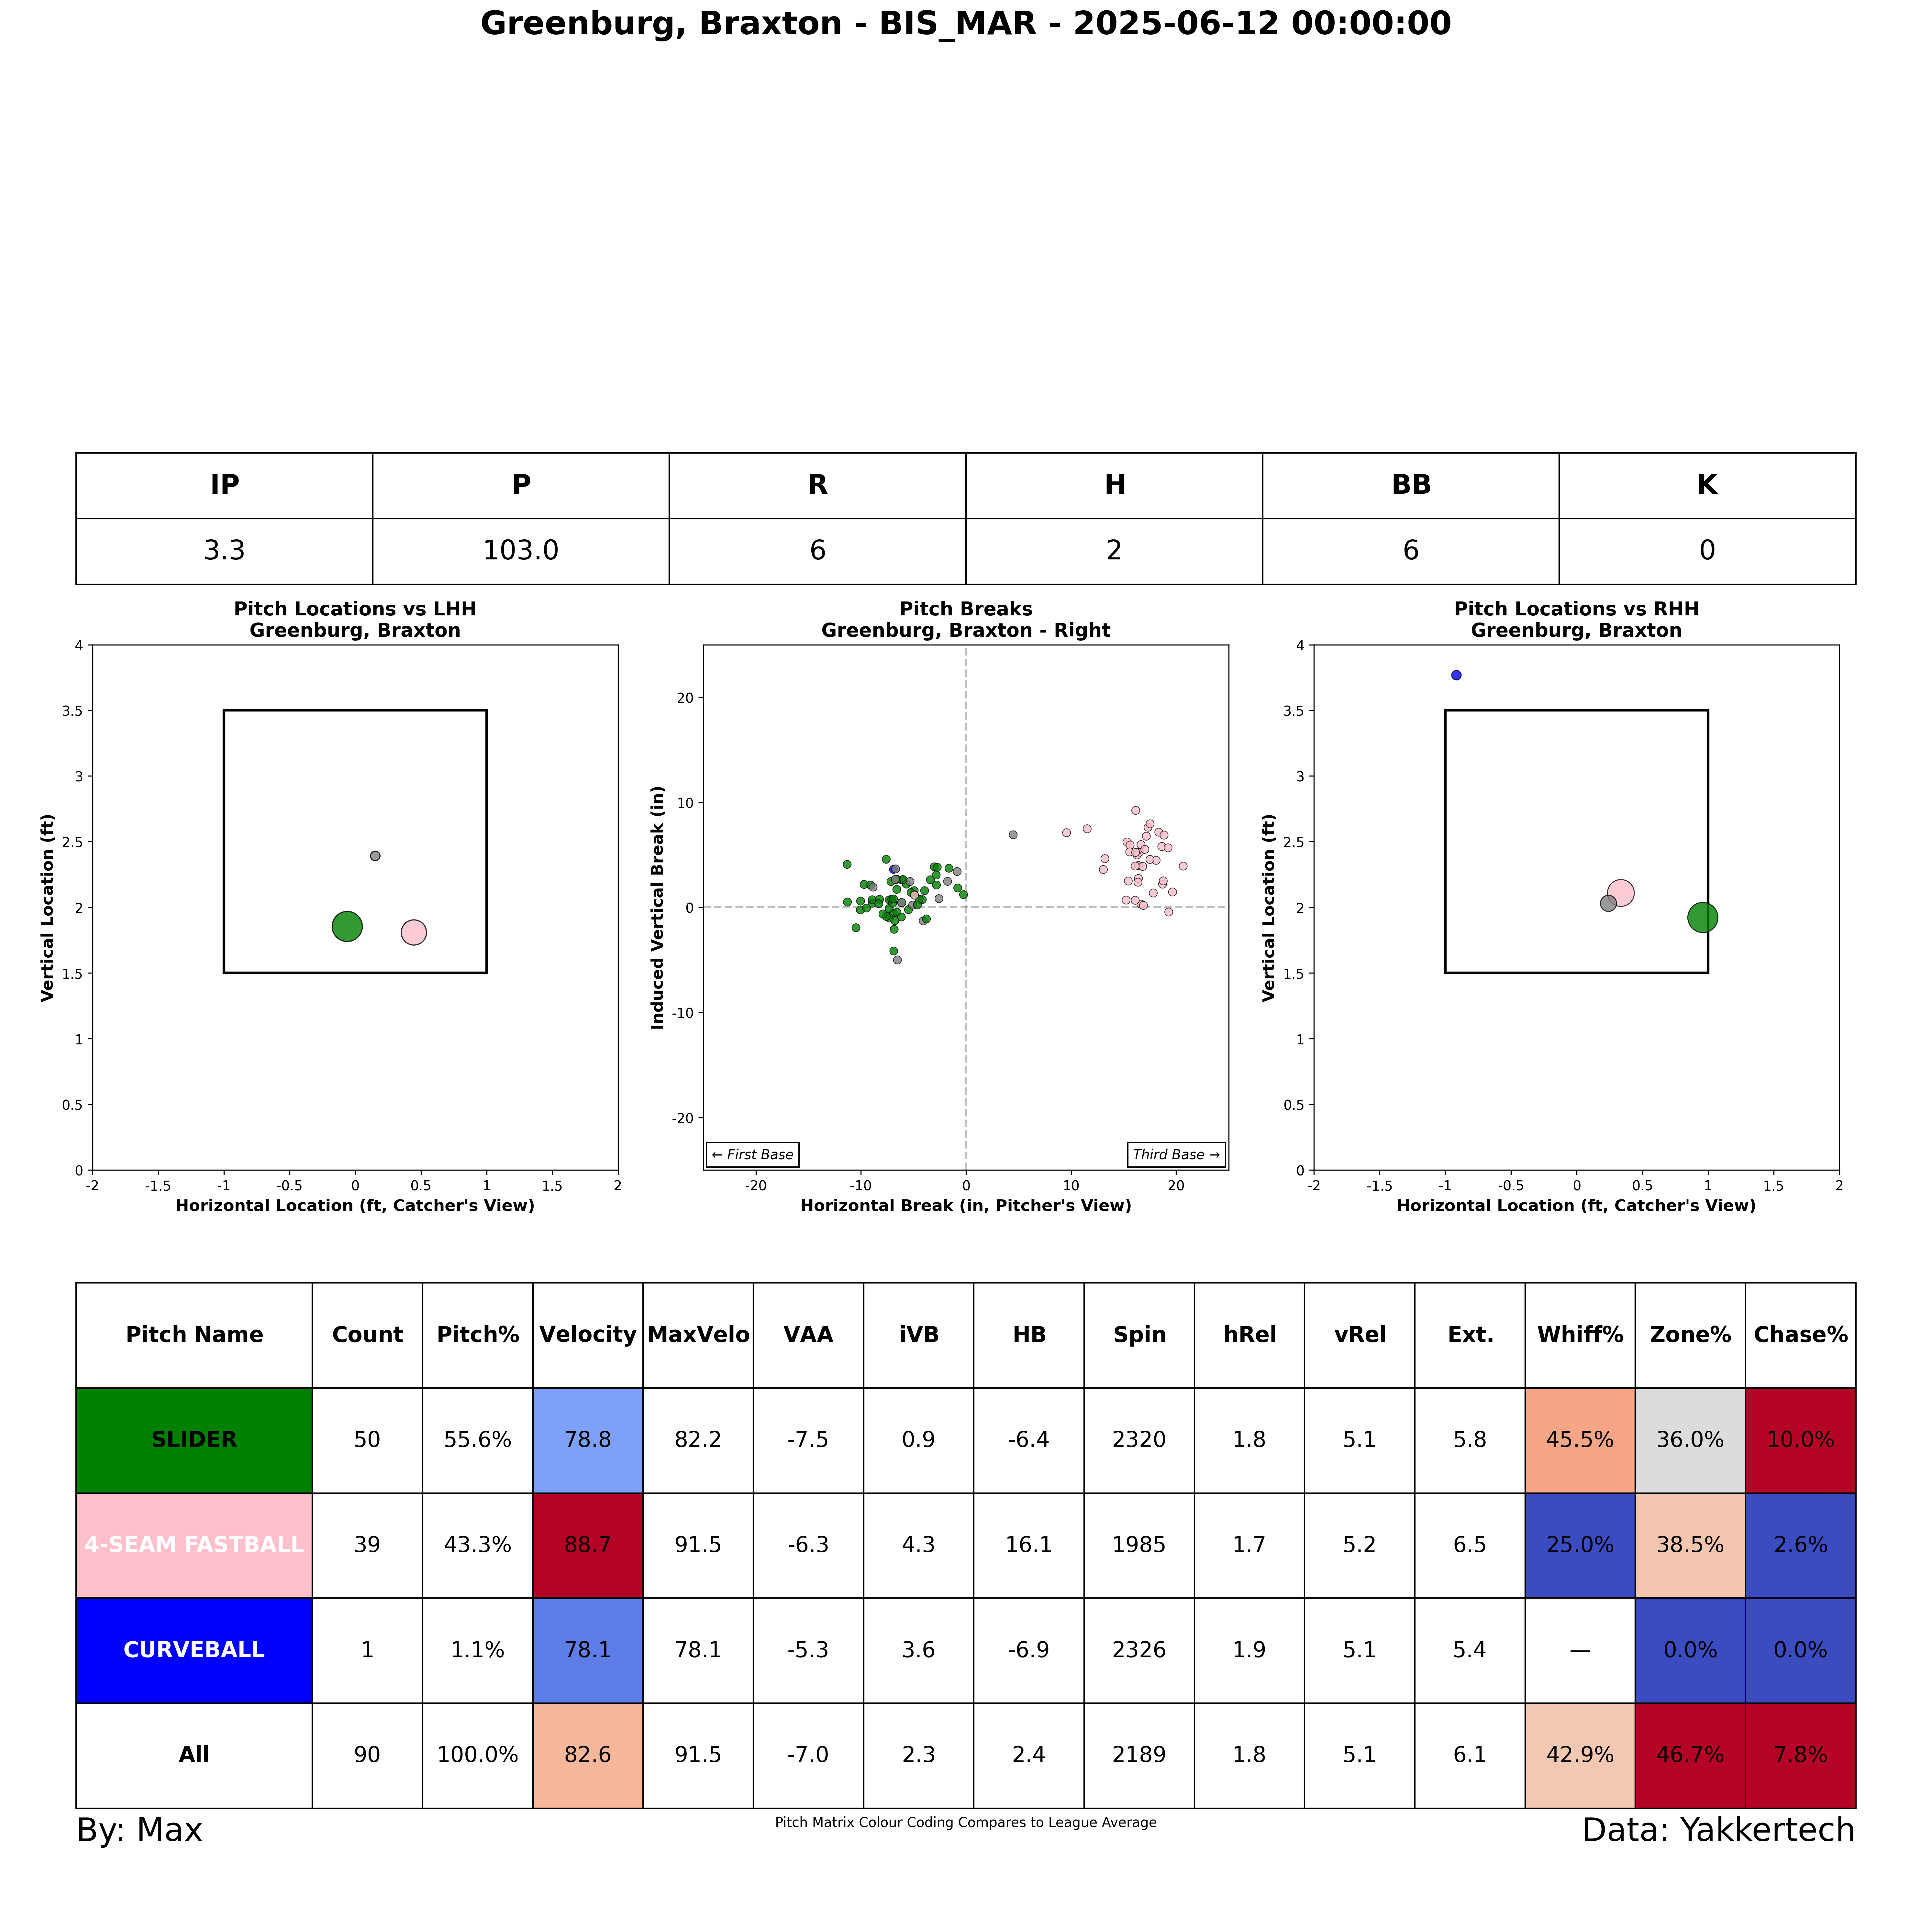 Greenburg, Braxton - BIS_MAR - 2025-06-12 00:00:00
IP P R H BB K
3.3 103.0 6 2 6 0
Pitch Locations vs LHH
Greenburg, Braxton
4
3.5
3
2.5
2
1.5
1
0.5
0
-2 -1.5 -1 -0.5 0 0.5 1 1.5 2
Vertical Location (ft)
Horizontal Location (ft, Catcher's View)
Pitch Breaks
Greenburg, Braxton - Right
20
10
0
-10
-20
-20 -10 0 10 20
← First Base
Third Base →
Induced Vertical Break (in)
Horizontal Break (in, Pitcher's View)
Pitch Locations vs RHH
Greenburg, Braxton
4
3.5
3
2.5
2
1.5
1
0.5
0
-2 -1.5 -1 -0.5 0 0.5 1 1.5 2
Vertical Location (ft)
Horizontal Location (ft, Catcher's View)
Pitch Name Count Pitch% Velocity MaxVelo VAA iVB HB Spin hRel vRel Ext. Whiff% Zone% Chase%
SLIDER 50 55.6% 78.8 82.2 -7.5 0.9 -6.4 2320 1.8 5.1 5.8 45.5% 36.0% 10.0%
4-SEAM FASTBALL 39 43.3% 88.7 91.5 -6.3 4.3 16.1 1985 1.7 5.2 6.5 25.0% 38.5% 2.6%
CURVEBALL 1 1.1% 78.1 78.1 -5.3 3.6 -6.9 2326 1.9 5.1 5.4 — 0.0% 0.0%
All 90 100.0% 82.6 91.5 -7.0 2.3 2.4 2189 1.8 5.1 6.1 42.9% 46.7% 7.8%
By: Max
Pitch Matrix Colour Coding Compares to League Average
Data: Yakkertech